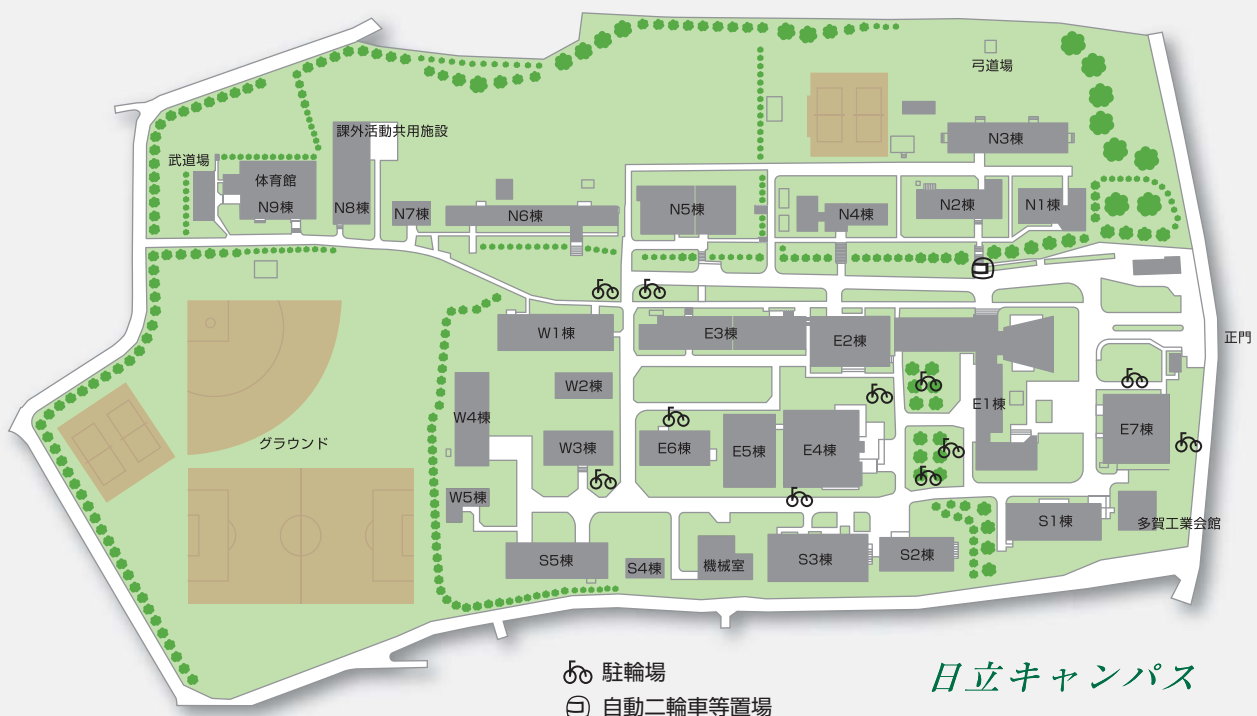 弓道場
課外活動共用施設
N3棟
武道場
体育館
N9棟
N8棟
N7棟
N6棟
N5棟
N4棟
N2棟
N1棟
正門
W1棟
E3棟
E2棟
W2棟
W4棟
E1棟
グラウンド
W3棟
E6棟
E5棟
E4棟
E7棟
W5棟
S1棟
多賀工業会館
S5棟
S4棟
機械室
S3棟
S2棟
駐輪場
自動二輪車等置場
日立キャンパス